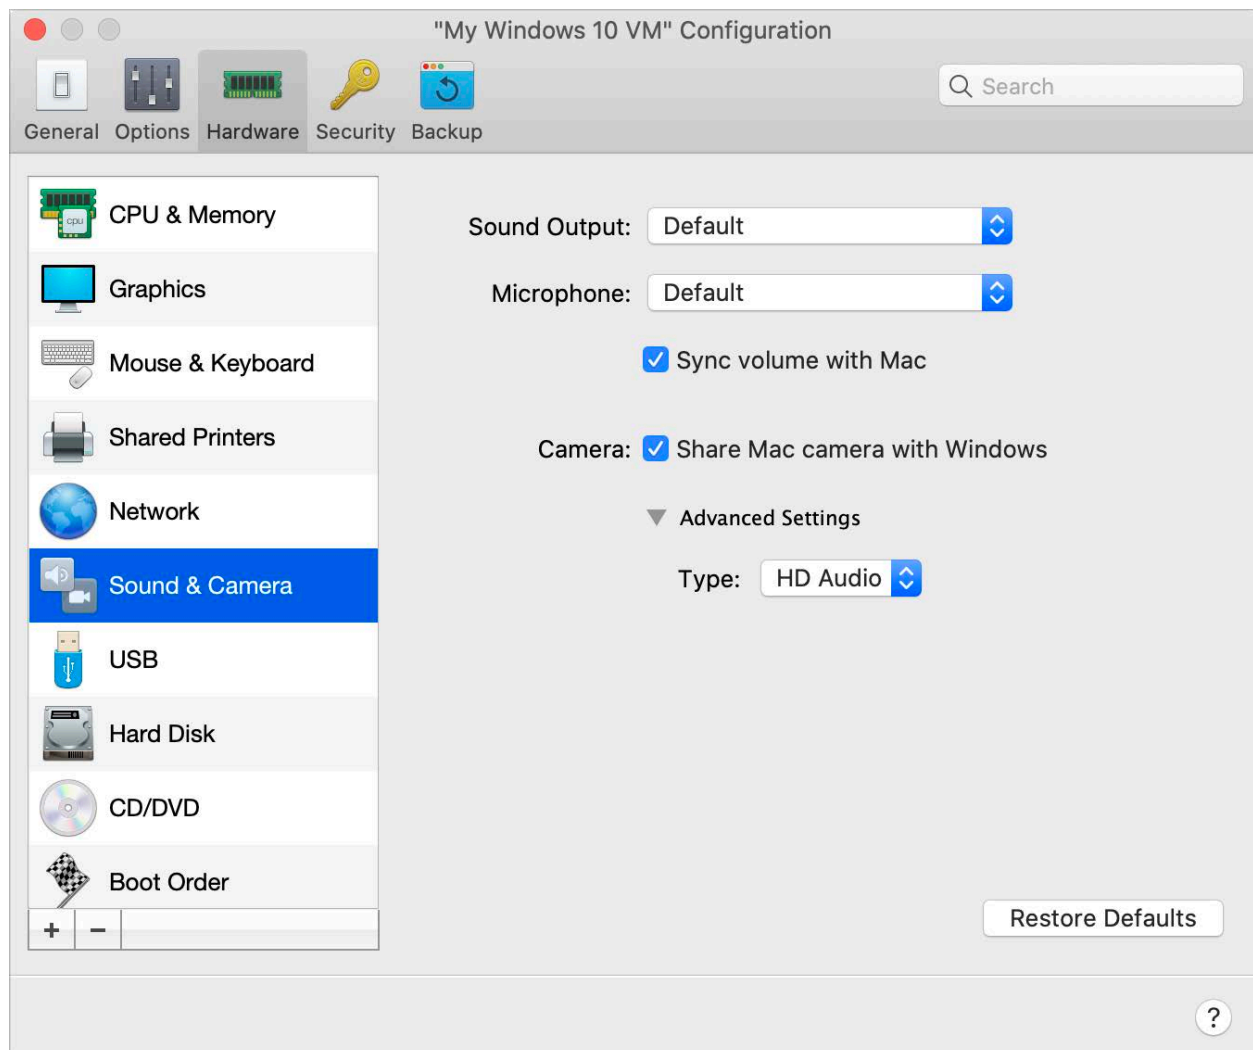 "My Windows 10 VM" Configuration
General Options Hardware Security Backup
Search
CPU & Memory
Graphics
Mouse & Keyboard
Shared Printers
Network
Sound & Camera
USB
Hard Disk
CD/DVD
Boot Order
+ −
Sound Output: Default
Microphone: Default
Sync volume with Mac
Camera: Share Mac camera with Windows
Advanced Settings
Type: HD Audio
Restore Defaults
?